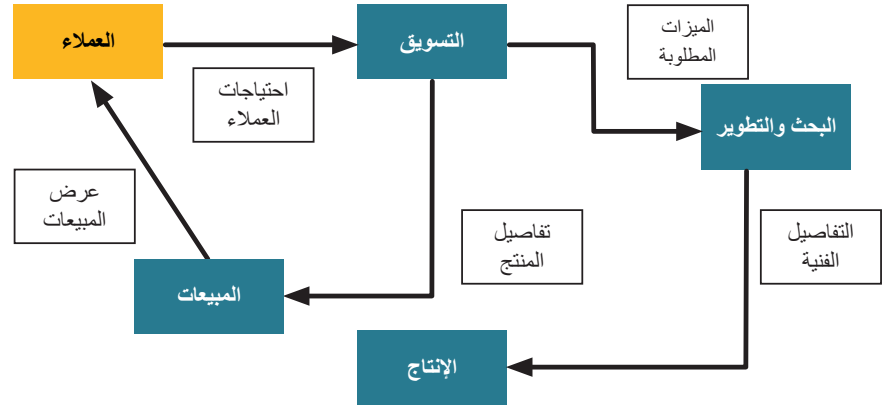 العملاء
التسويق
الميزات
المطلوبة
احتياجات
العملاء
البحث والتطوير
عرض
المبيعات
تفاصيل
المنتج
التفاصيل
الفنية
المبيعات
الإنتاج